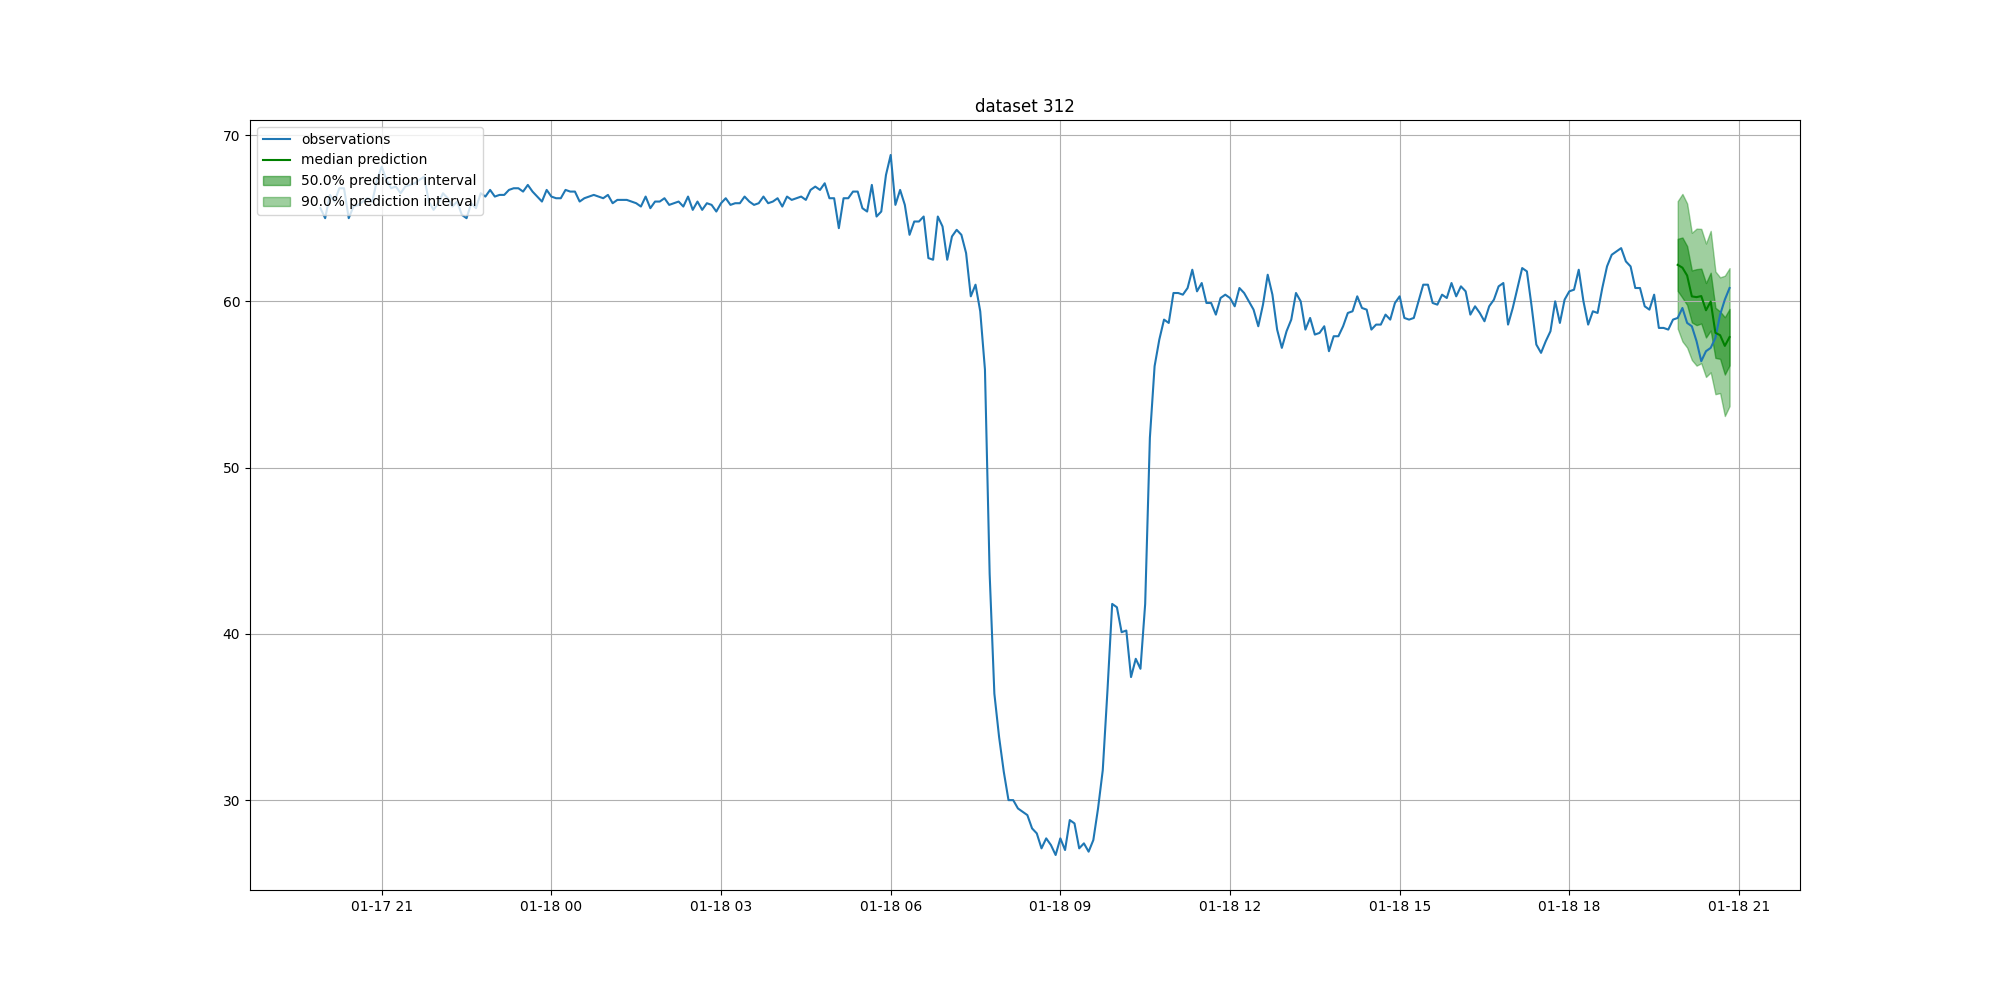 dataset 312
observations
median prediction
50.0% prediction interval
90.0% prediction interval
70
60
50
40
30
01-17 21
01-18 00
01-18 03
01-18 06
01-18 09
01-18 12
01-18 15
01-18 18
01-18 21